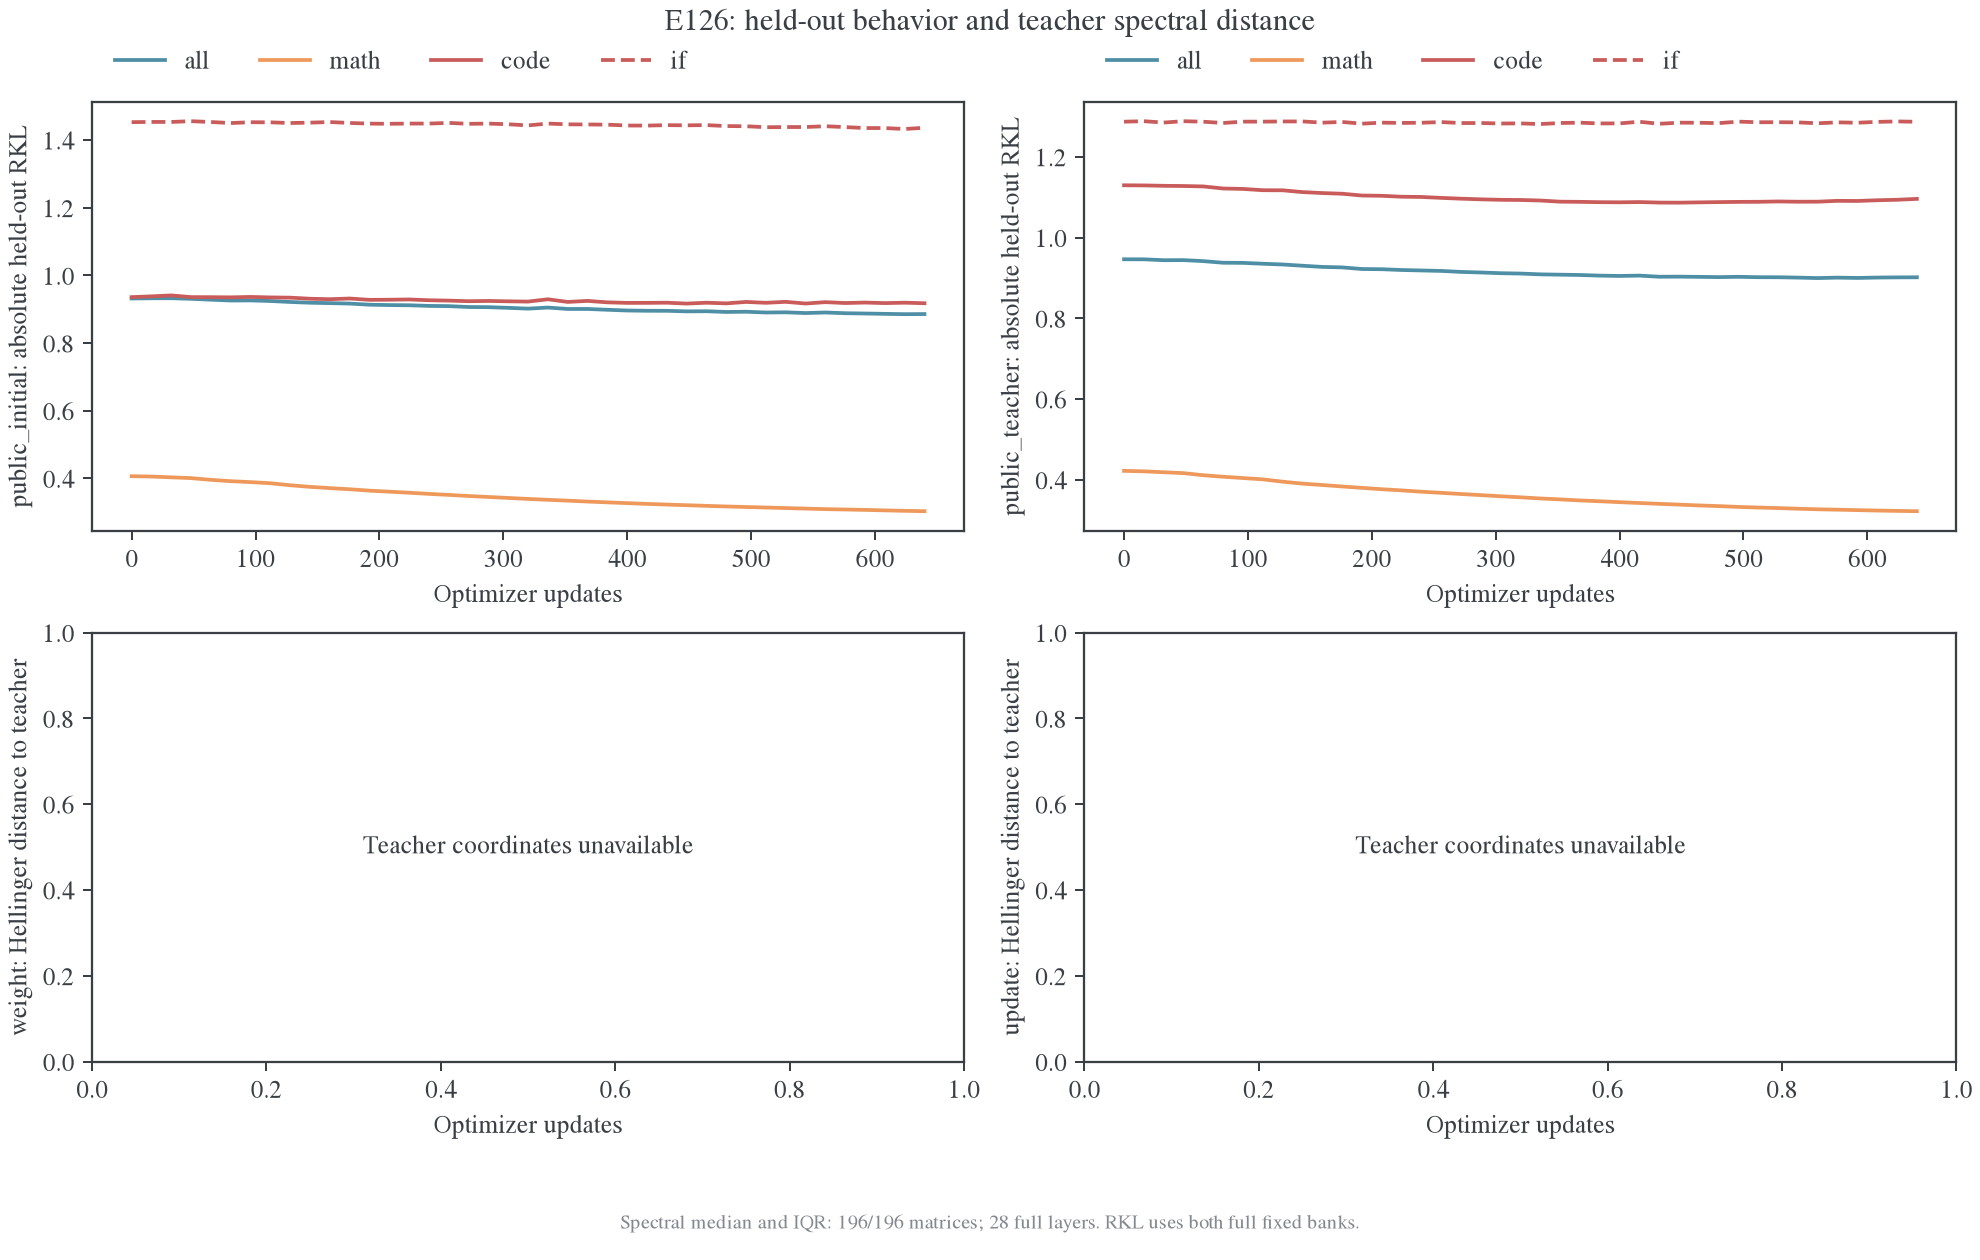 E126: held-out behavior and teacher spectral distance
all math code if
all math code if
public_initial: absolute held-out RKL
1.4
1.2
1.0
0.8
0.6
0.4
0 100 200 300 400 500 600
Optimizer updates
public_teacher: absolute held-out RKL
1.2
1.0
0.8
0.6
0.4
0 100 200 300 400 500 600
Optimizer updates
weight: Hellinger distance to teacher
1.0
0.8
0.6
0.4
0.2
0.0
Teacher coordinates unavailable
0.0 0.2 0.4 0.6 0.8 1.0
Optimizer updates
update: Hellinger distance to teacher
1.0
0.8
0.6
0.4
0.2
0.0
Teacher coordinates unavailable
0.0 0.2 0.4 0.6 0.8 1.0
Optimizer updates
Spectral median and IQR: 196/196 matrices; 28 full layers. RKL uses both full fixed banks.